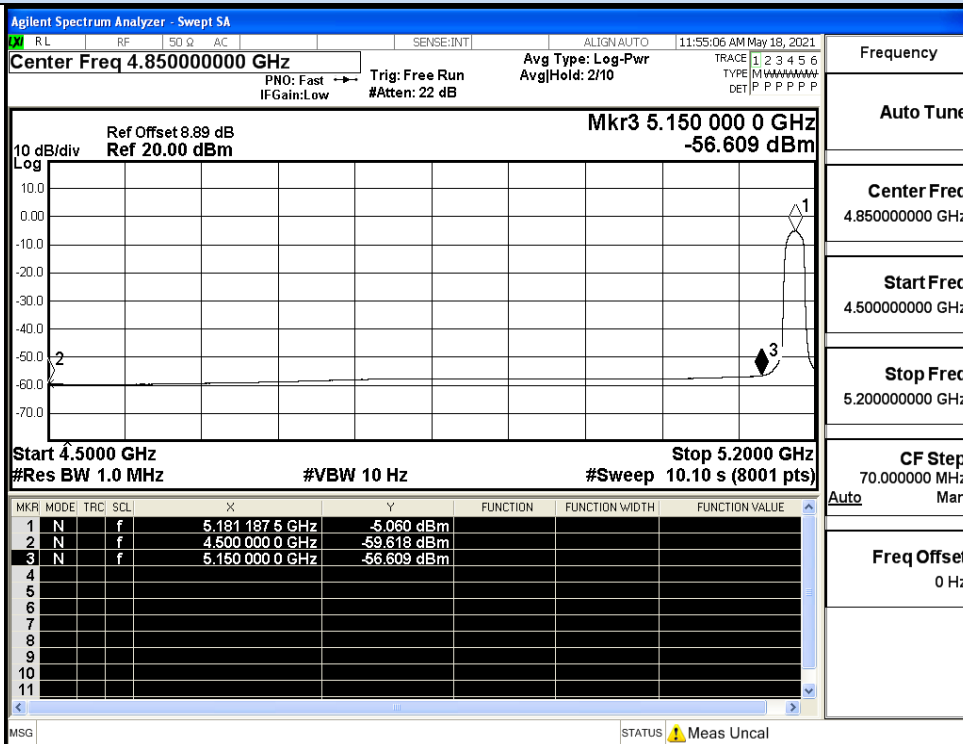 Agilent Spectrum Analyzer - Swept SA
LXI RL RF 50 Ω AC SENSE:INT ALIGN AUTO 11:55:06 AM May 18, 2021
Center Freq 4.850000000 GHz
PNO: Fast
IFGain:Low
Trig: Free Run
#Atten: 22 dB
Avg Type: Log-Pwr
Avg|Hold: 2/10
TRACE 1 2 3 4 5 6
TYPE M WWWWW
DET P P P P P P
Frequency
Auto Tune
Center Freq
4.850000000 GHz
Start Freq
4.500000000 GHz
Stop Freq
5.200000000 GHz
CF Step
70.000000 MHz
Auto Man
Freq Offset
0 Hz
Mkr3 5.150 000 0 GHz
-56.609 dBm
Ref Offset 8.89 dB
10 dB/div Ref 20.00 dBm
Log
10.0
0.00
-10.0
-20.0
-30.0
-40.0
-50.0
-60.0
-70.0
1
2
3
Start 4.5000 GHz Stop 5.2000 GHz
#Res BW 1.0 MHz #VBW 10 Hz #Sweep 10.10 s (8001 pts)
MKR MODE TRC SCL X Y FUNCTION FUNCTION WIDTH FUNCTION VALUE
1 N f 5.181 187 5 GHz -5.060 dBm
2 N f 4.500 000 0 GHz -59.618 dBm
3 N f 5.150 000 0 GHz -56.609 dBm
4
5
6
7
8
9
10
11
MSG STATUS Meas Uncal